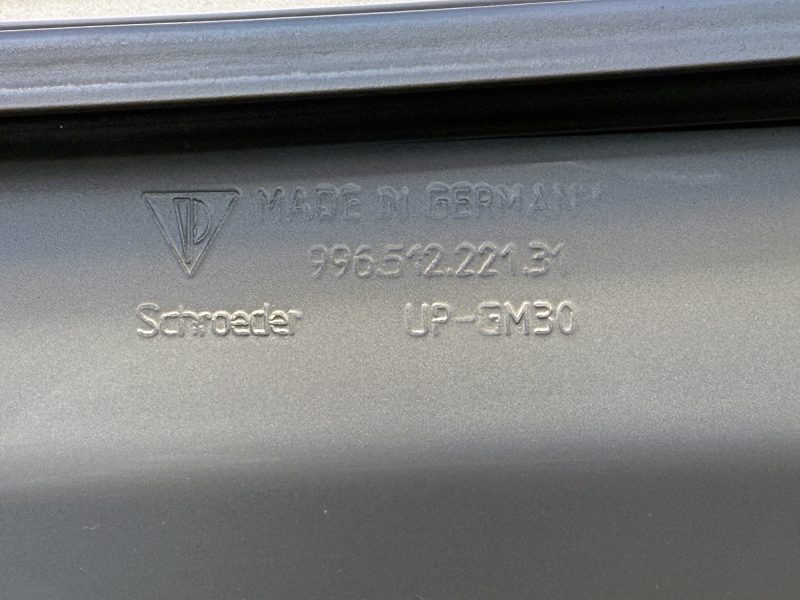 MADE IN GERMANY
996.512.221.31
Schroeder UP-GM30